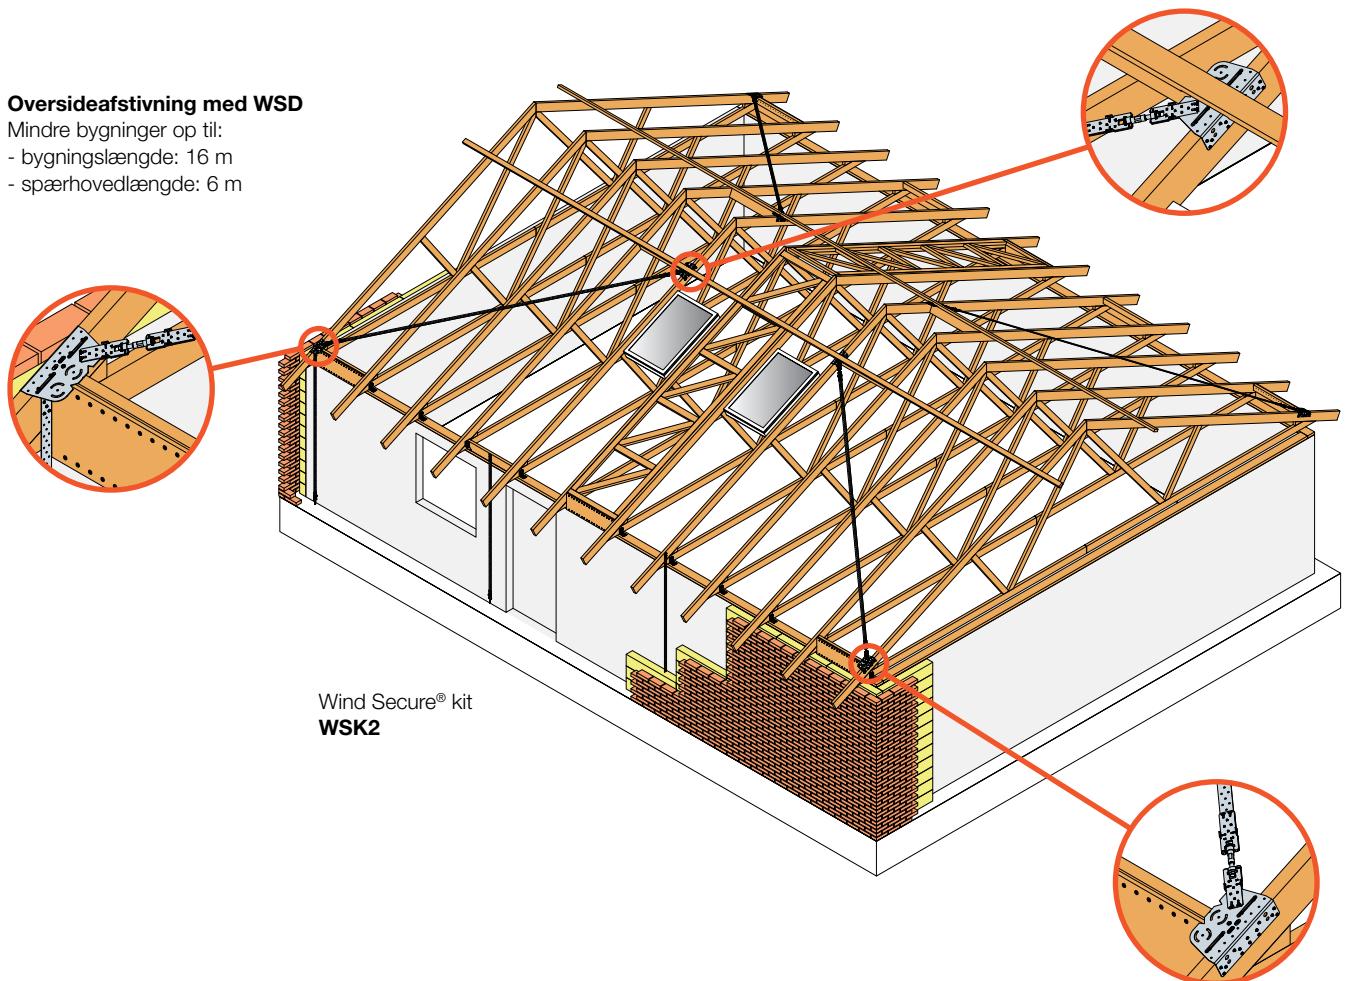 Oversideafstivning med WSD
Mindre bygninger op til:
- bygningslængde: 16 m
- spærhovedlængde: 6 m
Wind Secure® kit
WSK2